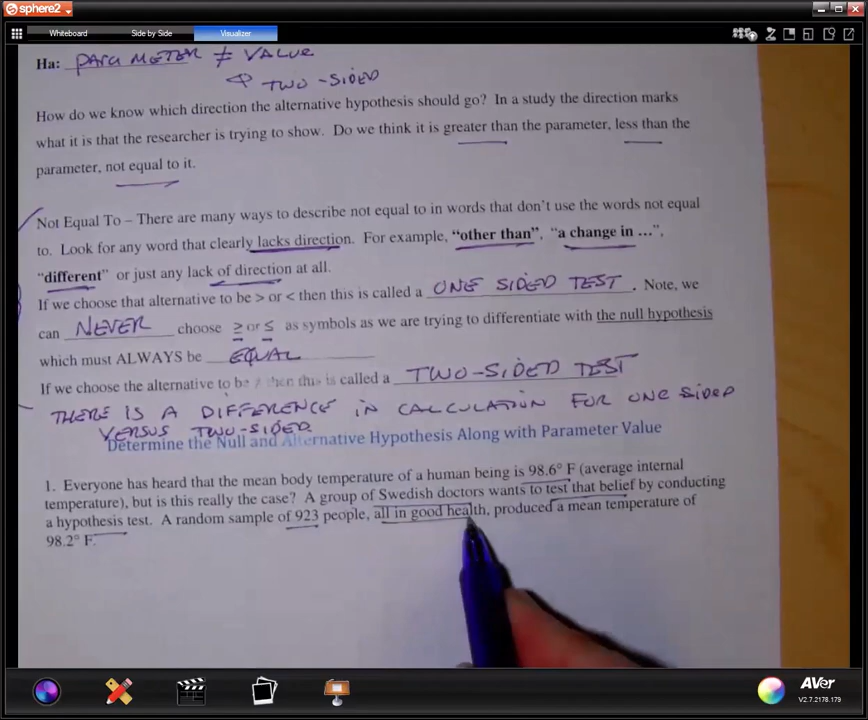 sphere2
Whiteboard
Side by Side
Visualizer
Ha: PARAMETER ≠ VALUE
TWO-SIDED
How do we know which direction the alternative hypothesis should go? In a study the direction marks
what it is that the researcher is trying to show. Do we think it is greater than the parameter, less than the
parameter, not equal to it.
Not Equal To – There are many ways to describe not equal to in words that don't use the words not equal
to. Look for any word that clearly lacks direction. For example, "other than", "a change in ...",
"different" or just any lack of direction at all.
If we choose that alternative to be > or < then this is called a ONE SIDED TEST. Note, we
can NEVER choose ≥ or ≤ as symbols as we are trying to differentiate with the null hypothesis
which must ALWAYS be EQUAL
If we choose the alternative to be ≠ then this is called a TWO-SIDED TEST
THERE IS A DIFFERENCE IN CALCULATION FOR ONE SIDED
VERSUS TWO-SIDED.
Determine the Null and Alternative Hypothesis Along with Parameter Value
1. Everyone has heard that the mean body temperature of a human being is 98.6° F (average internal
temperature), but is this really the case? A group of Swedish doctors wants to test that belief by conducting
a hypothesis test. A random sample of 923 people, all in good health, produced a mean temperature of
98.2° F.
AVer
V2.7.2178.179